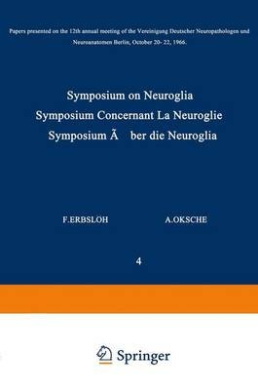 Papers presented on the 12th annual meeting of the Vereinigung Deutscher Neuropathologen und
Neuroanatomen Berlin, October 20– 22, 1966.
Symposium on Neuroglia
Symposium Concernant La Neuroglie
Symposium Ã ber die Neuroglia
F.ERBSLOH A.OKSCHE
4
Springer